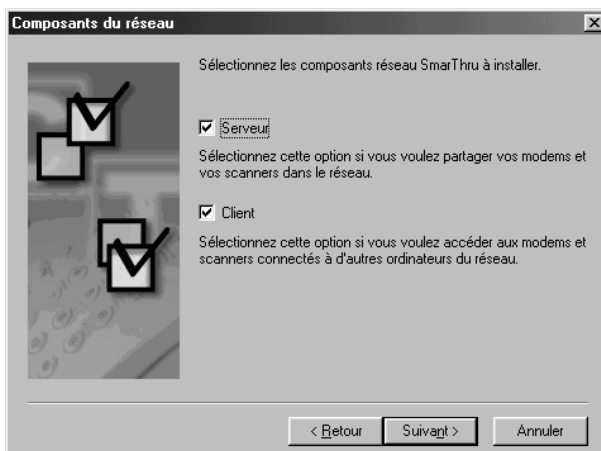 Composants du réseau
Sélectionnez les composants réseau SmarThru à installer.
Serveur
Sélectionnez cette option si vous voulez partager vos modems et
vos scanners dans le réseau.
Client
Sélectionnez cette option si vous voulez accéder aux modems et
scanners connectés à d'autres ordinateurs du réseau.
< Retour
Suivant >
Annuler